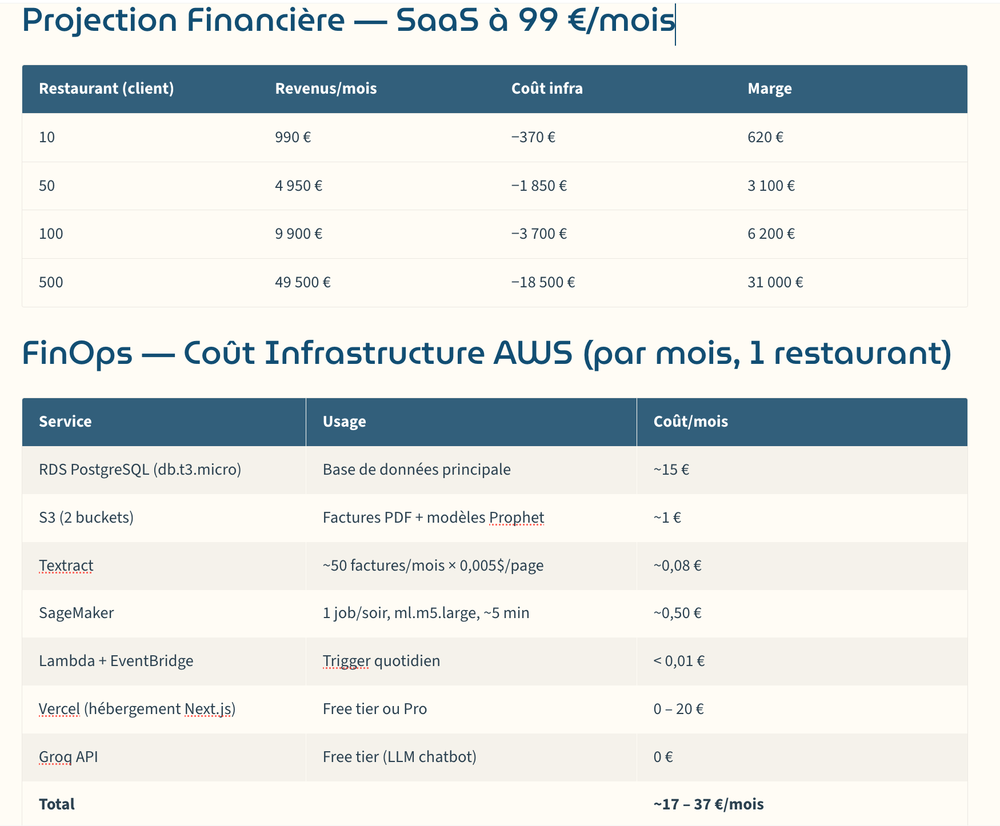 Projection Financière — SaaS à 99 €/mois
Restaurant (client) Revenus/mois Coût infra Marge
10 990 € −370 € 620 €
50 4 950 € −1 850 € 3 100 €
100 9 900 € −3 700 € 6 200 €
500 49 500 € −18 500 € 31 000 €
FinOps — Coût Infrastructure AWS (par mois, 1 restaurant)
Service Usage Coût/mois
RDS PostgreSQL (db.t3.micro) Base de données principale ~15 €
S3 (2 buckets) Factures PDF + modèles Prophet ~1 €
Textract ~50 factures/mois × 0,005$/page ~0,08 €
SageMaker 1 job/soir, ml.m5.large, ~5 min ~0,50 €
Lambda + EventBridge Trigger quotidien < 0,01 €
Vercel (hébergement Next.js) Free tier ou Pro 0 – 20 €
Groq API Free tier (LLM chatbot) 0 €
Total ~17 – 37 €/mois